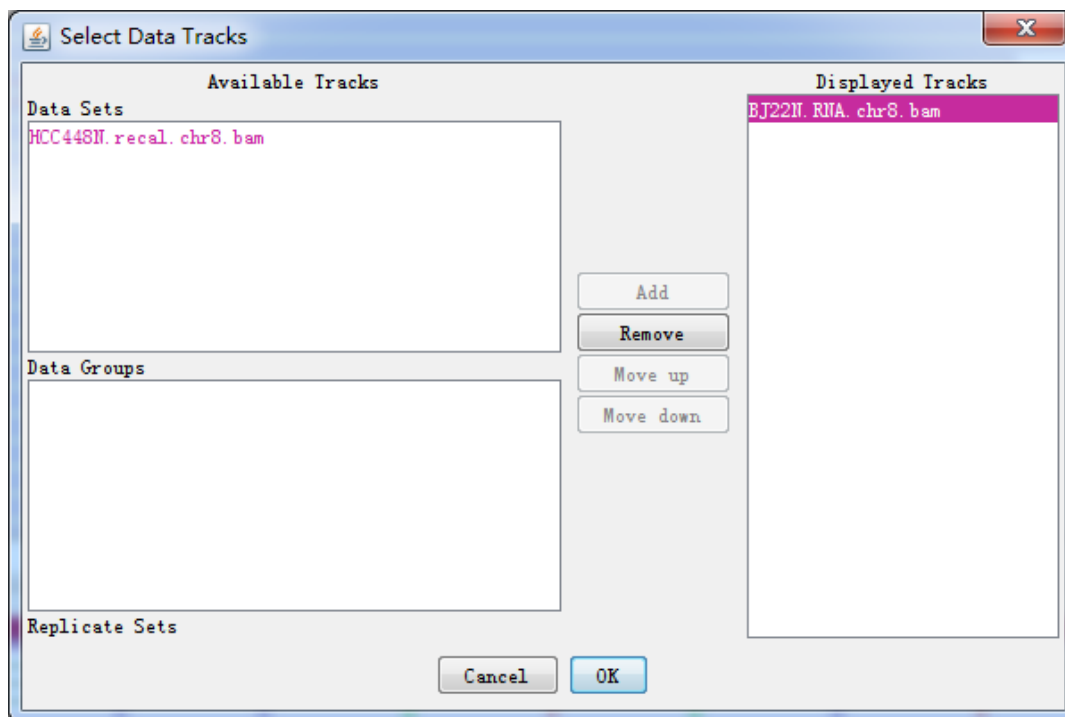 Select Data Tracks
Available Tracks
Data Sets
HCC448N.recal.chr8.bam
Data Groups
Replicate Sets
Add
Remove
Move up
Move down
Displayed Tracks
BJ22N.RNA.chr8.bam
Cancel
OK